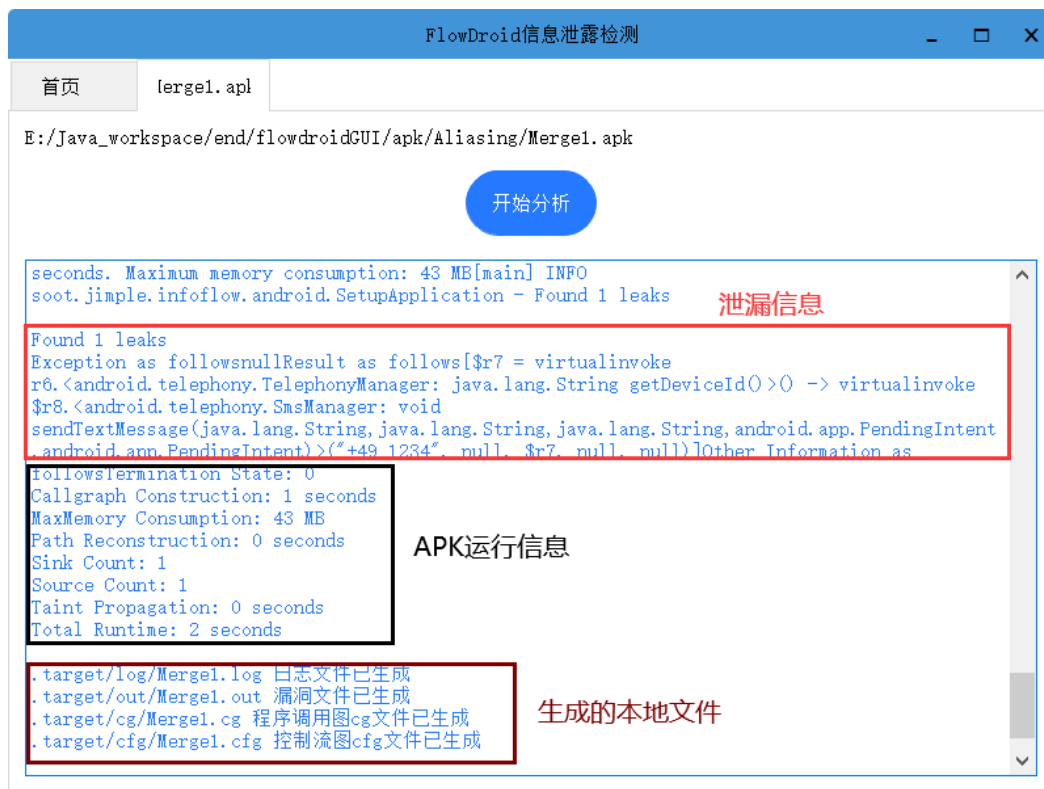 FlowDroid信息泄露检测
首页
lerge1.apl
E:/Java_workspace/end/flowdroidGUI/apk/Aliasing/Merge1.apk
开始分析
seconds. Maximum memory consumption: 43 MB[main] INFO
soot.jimple.infoflow.android.SetupApplication - Found 1 leaks
泄漏信息
Found 1 leaks
Exception as followsnullResult as follows[$r7 = virtualinvoke
r6.<android.telephony.TelephonyManager: java.lang.String getDeviceId()>() -> virtualinvoke
$r8.<android.telephony.SmsManager: void
sendTextMessage(java.lang.String,java.lang.String,java.lang.String,android.app.PendingIntent
,android.app.PendingIntent)>("+49 1234", null, $r7, null, null)]Other Information as
followsTermination State: 0
Callgraph Construction: 1 seconds
MaxMemory Consumption: 43 MB
Path Reconstruction: 0 seconds
APK运行信息
Sink Count: 1
Source Count: 1
Taint Propagation: 0 seconds
Total Runtime: 2 seconds
.target/log/Merge1.log 日志文件已生成
.target/out/Merge1.out 漏洞文件已生成
.target/cg/Merge1.cg 程序调用图cg文件已生成
.target/cfg/Merge1.cfg 控制流图cfg文件已生成
生成的本地文件